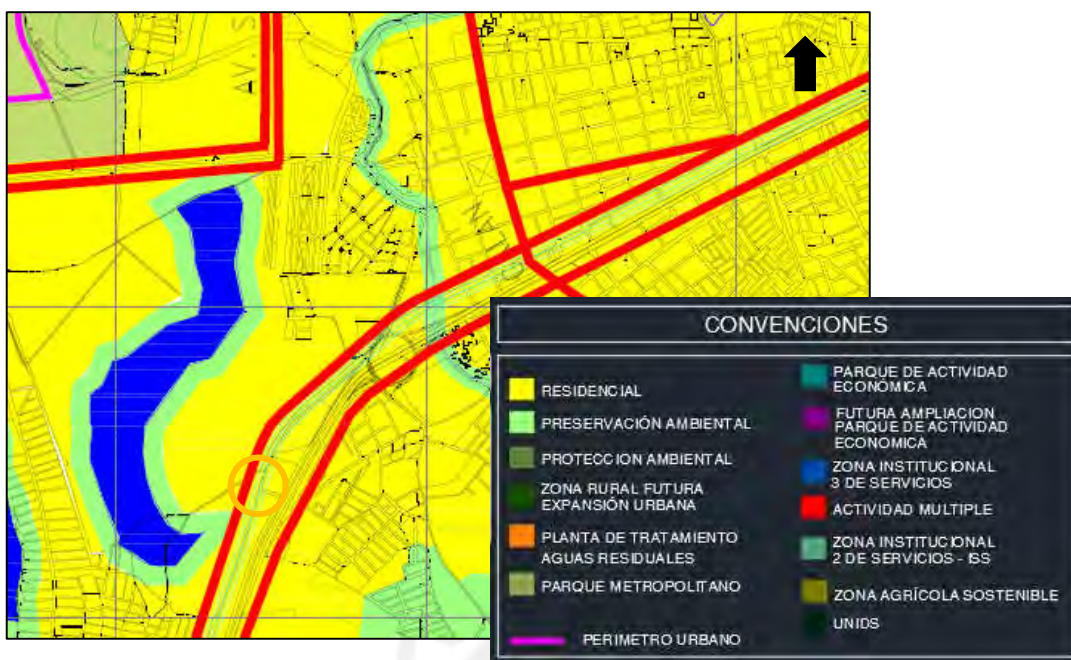 AV. S
LAN
CONVENCIONES
RESIDENCIAL
PRESERVACIÓN AMBIENTAL
PROTECCION AMBIENTAL
ZONA RURAL FUTURA
EXPANSIÓN URBANA
PLANTA DE TRATAMIENTO
AGUAS RESIDUALES
PARQUE METROPOLITANO
PERIMETRO URBANO
PARQUE DE ACTIVIDAD
ECONÓMICA
FUTURA AMPLIACION
PARQUE DE ACTIVIDAD
ECONOMICA
ZONA INSTITUCIONAL
3 DE SERVICIOS
ACTIVIDAD MULTIPLE
ZONA INSTITUCIONAL
2 DE SERVICIOS - ISS
ZONA AGRÍCOLA SOSTENIBLE
UNIDS